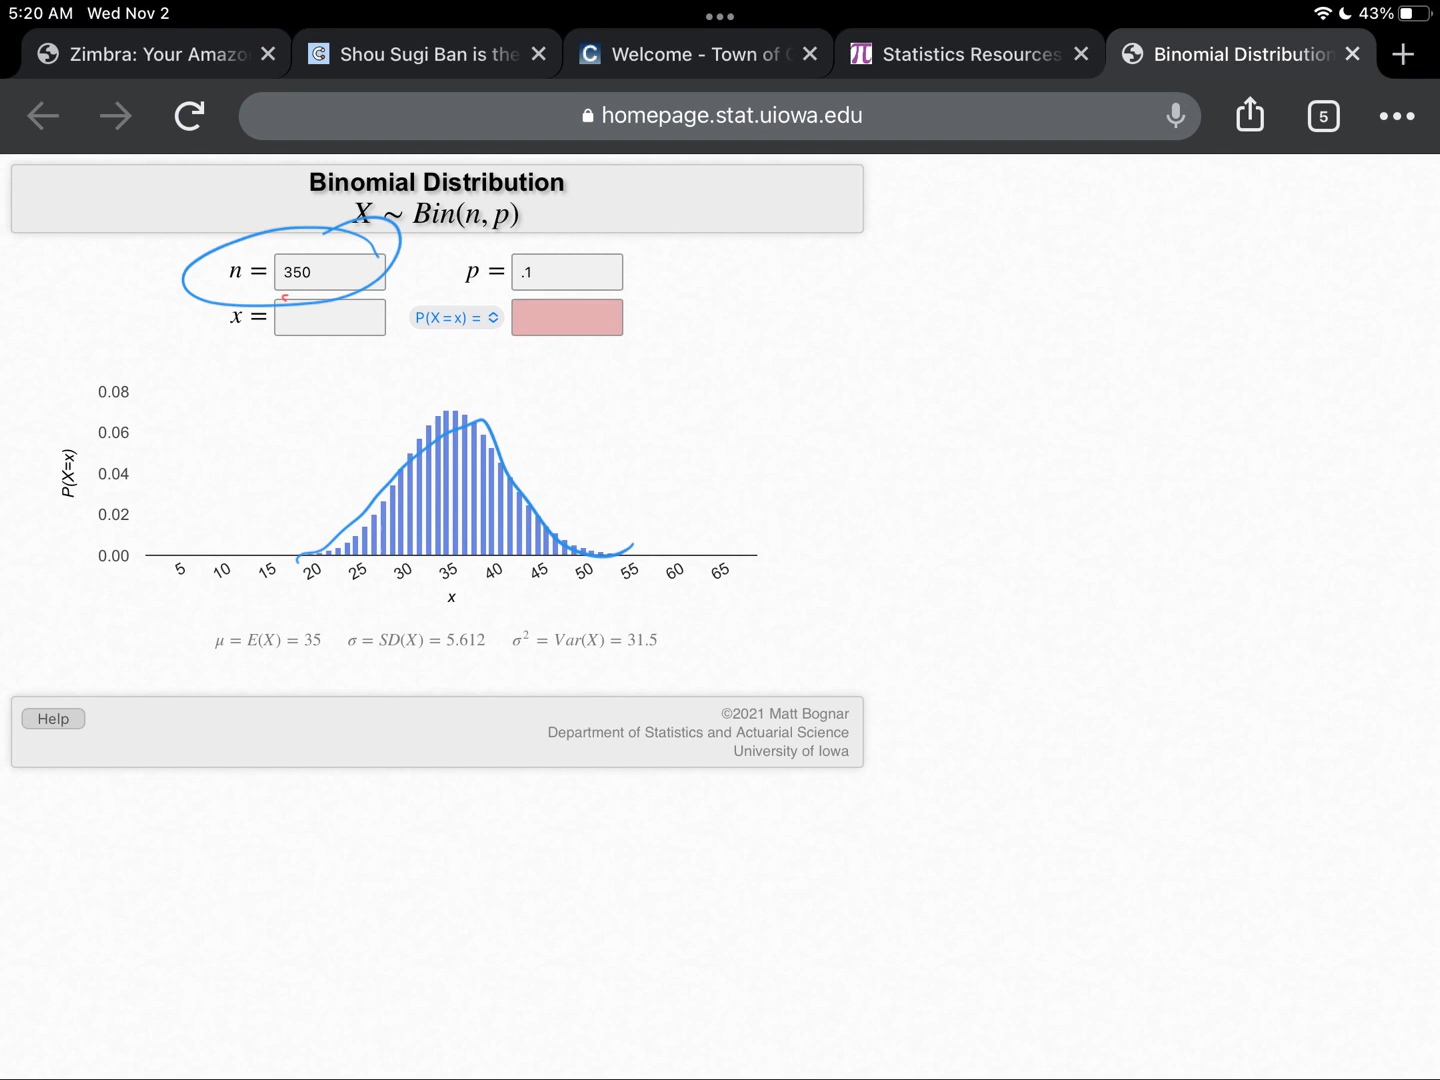 5:20 AM Wed Nov 2
43%
Zimbra: Your Amazo
Shou Sugi Ban is the
Welcome - Town of
Statistics Resources
Binomial Distribution
homepage.stat.uiowa.edu
5
Binomial Distribution
X ~ Bin(n, p)
n = 350
p = .1
x =
P(X=x) =
0.08
0.06
0.04
0.02
0.00
P(X=x)
5 10 15 20 25 30 35 40 45 50 55 60 65
x
μ = E(X) = 35 σ = SD(X) = 5.612 σ² = Var(X) = 31.5
Help
©2021 Matt Bognar
Department of Statistics and Actuarial Science
University of Iowa